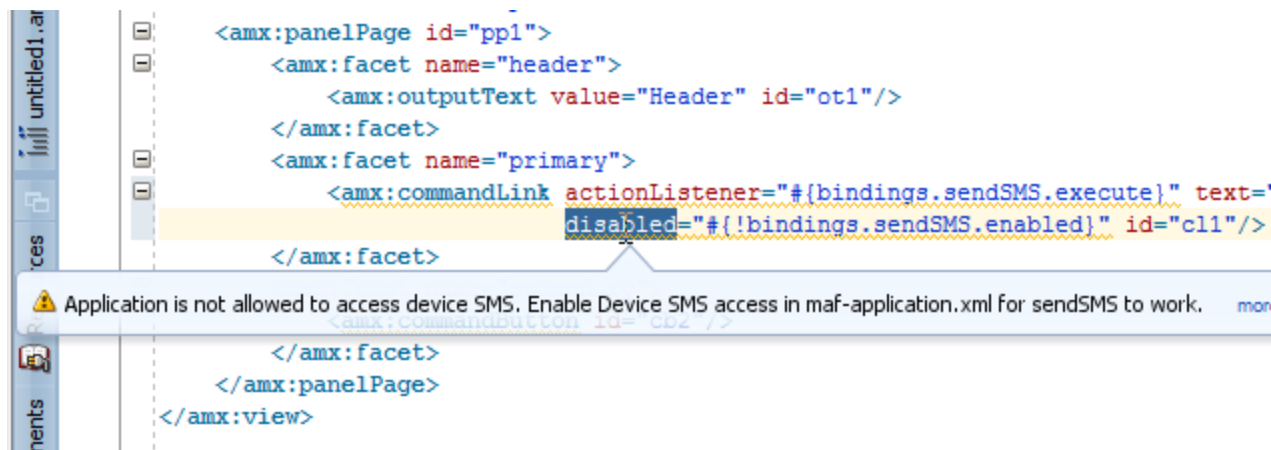 untitled1.an
<amx:panelPage id="pp1">
<amx:facet name="header">
<amx:outputText value="Header" id="ot1"/>
</amx:facet>
<amx:facet name="primary">
<amx:commandLink actionListener="#{bindings.sendSMS.execute}" text="
disabled="#{!bindings.sendSMS.enabled}" id="cl1"/>
</amx:facet>
Application is not allowed to access device SMS. Enable Device SMS access in maf-application.xml for sendSMS to work. more
<amx:commandButton id="cb2"/>
</amx:facet>
</amx:panelPage>
</amx:view>